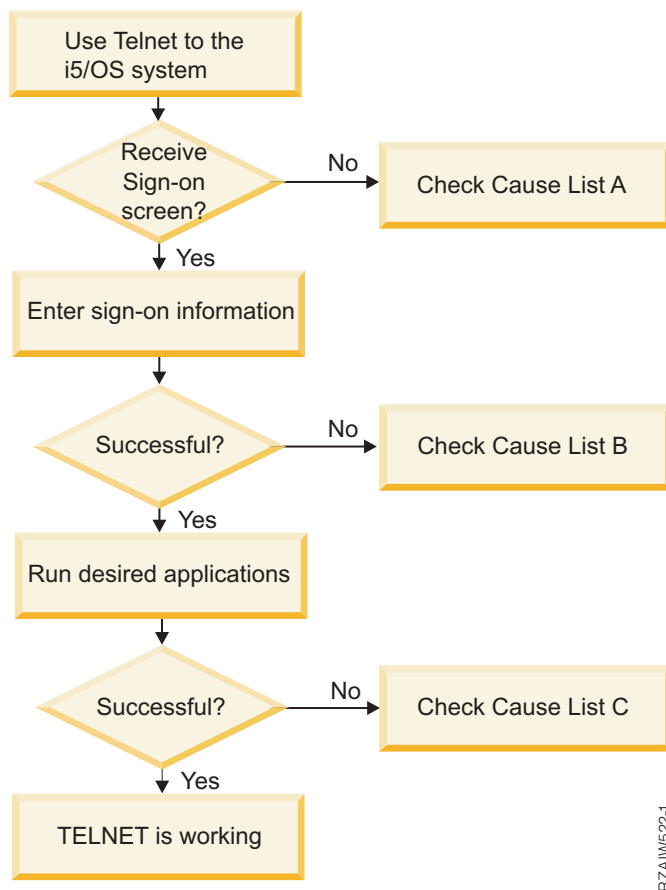 Use Telnet to the
i5/OS system
Receive
Sign-on
screen?
No
Check Cause List A
Yes
Enter sign-on information
Successful?
No
Check Cause List B
Yes
Run desired applications
Successful?
No
Check Cause List C
Yes
TELNET is working
RZAIW522-1